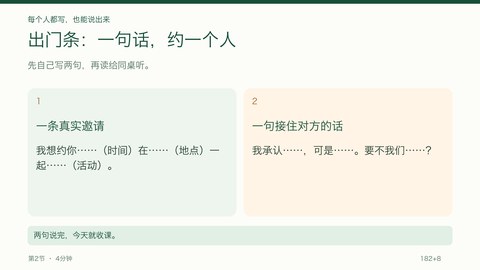 每个人都写，也能说出来
出门条：一句话，约一个人
先自己写两句，再读给同桌听。
1
一条真实邀请
我想约你……（时间）在……（地点）一
起……（活动）。
2
一句接住对方的话
我承认……，可是……。要不我们……？
两句说完，今天就收课。
第2节 · 4分钟
182+8